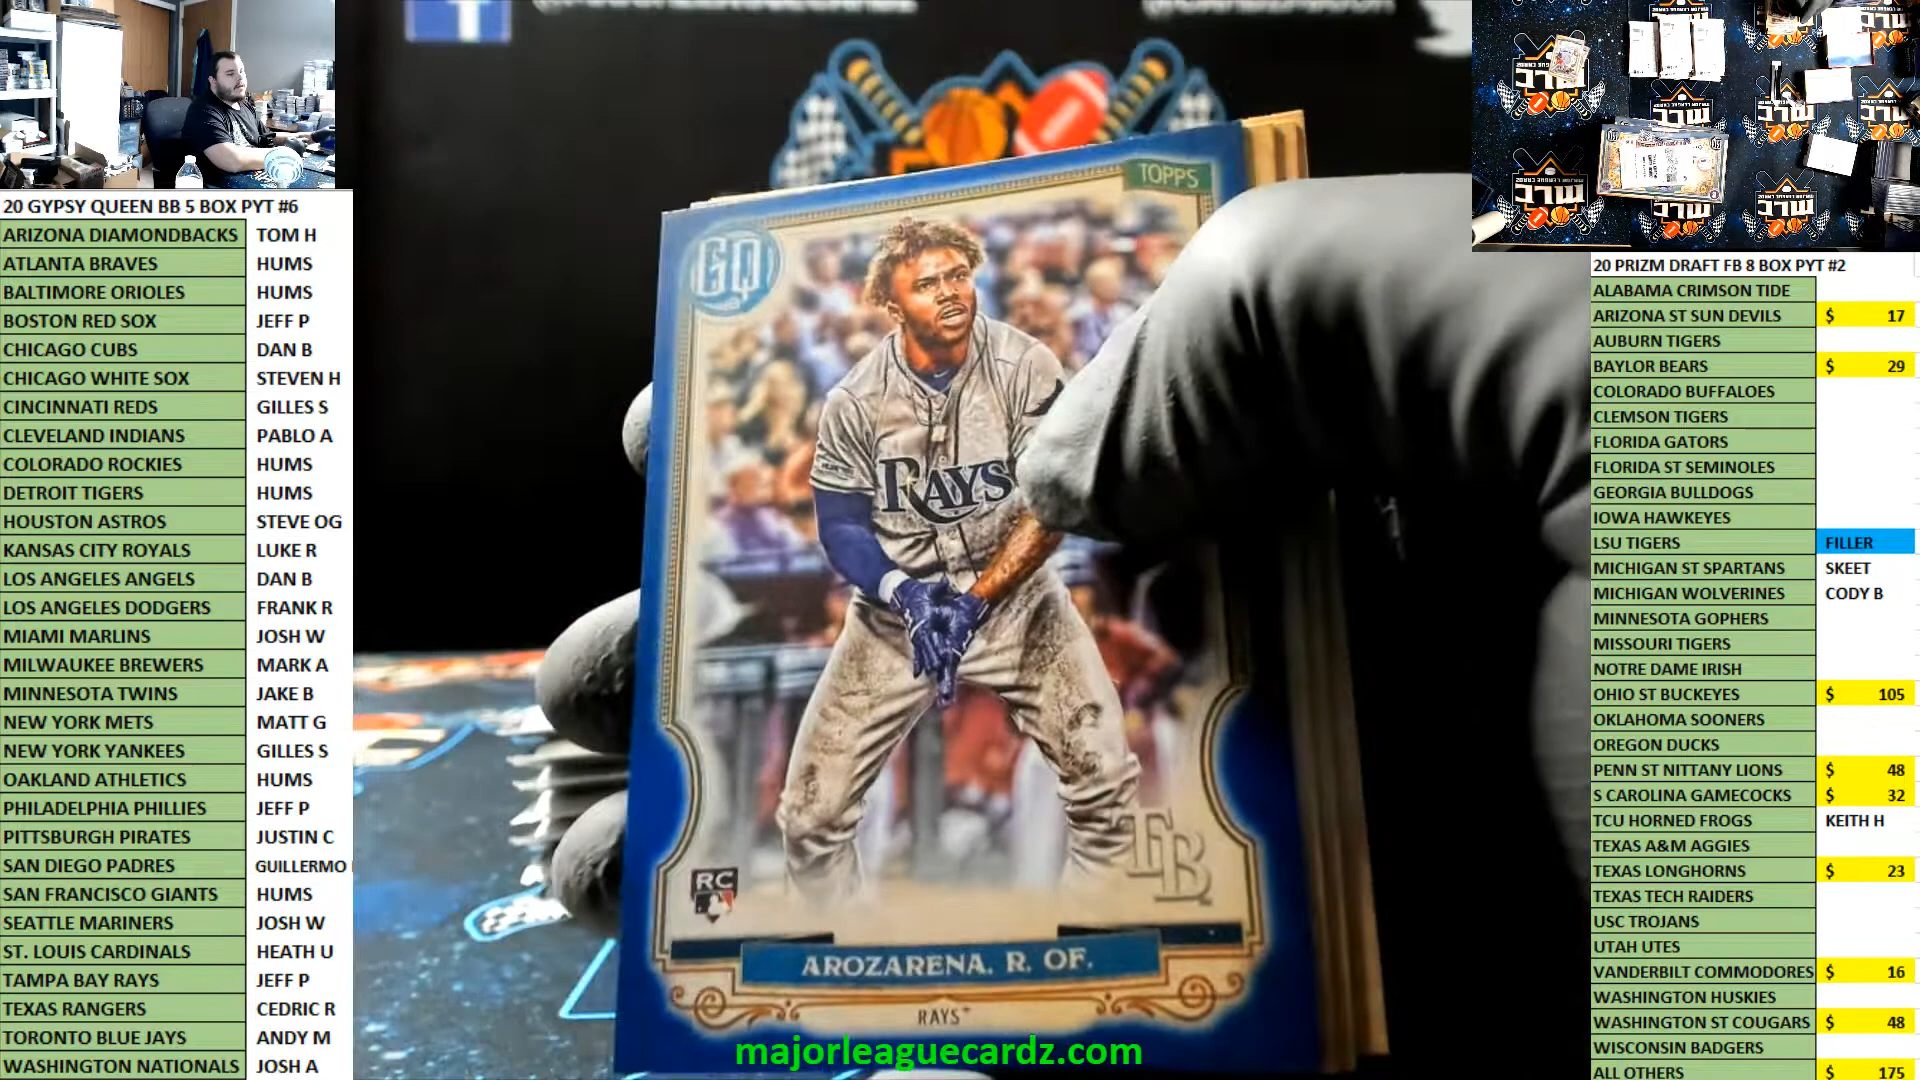 20 GYPSY QUEEN BB 5 BOX PYT #6
ARIZONA DIAMONDBACKS TOM H
ATLANTA BRAVES HUMS
BALTIMORE ORIOLES HUMS
BOSTON RED SOX JEFF P
CHICAGO CUBS DAN B
CHICAGO WHITE SOX STEVEN H
CINCINNATI REDS GILLES S
CLEVELAND INDIANS PABLO A
COLORADO ROCKIES HUMS
DETROIT TIGERS HUMS
HOUSTON ASTROS STEVE OG
KANSAS CITY ROYALS LUKE R
LOS ANGELES ANGELS DAN B
LOS ANGELES DODGERS FRANK R
MIAMI MARLINS JOSH W
MILWAUKEE BREWERS MARK A
MINNESOTA TWINS JAKE B
NEW YORK METS MATT G
NEW YORK YANKEES GILLES S
OAKLAND ATHLETICS HUMS
PHILADELPHIA PHILLIES JEFF P
PITTSBURGH PIRATES JUSTIN C
SAN DIEGO PADRES GUILLERMO
SAN FRANCISCO GIANTS HUMS
SEATTLE MARINERS JOSH W
ST. LOUIS CARDINALS HEATH U
TAMPA BAY RAYS JEFF P
TEXAS RANGERS CEDRIC R
TORONTO BLUE JAYS ANDY M
WASHINGTON NATIONALS JOSH A
TOPPS
GQ
RAYS
TB
RC
AROZARENA. R. OF.
RAYS™
majorleaguecardz.com
20 PRIZM DRAFT FB 8 BOX PYT #2
ALABAMA CRIMSON TIDE
ARIZONA ST SUN DEVILS $ 17
AUBURN TIGERS
BAYLOR BEARS $ 29
COLORADO BUFFALOES
CLEMSON TIGERS
FLORIDA GATORS
FLORIDA ST SEMINOLES
GEORGIA BULLDOGS
IOWA HAWKEYES
LSU TIGERS FILLER
MICHIGAN ST SPARTANS SKEET
MICHIGAN WOLVERINES CODY B
MINNESOTA GOPHERS
MISSOURI TIGERS
NOTRE DAME IRISH
OHIO ST BUCKEYES $ 105
OKLAHOMA SOONERS
OREGON DUCKS
PENN ST NITTANY LIONS $ 48
S CAROLINA GAMECOCKS $ 32
TCU HORNED FROGS KEITH H
TEXAS A&M AGGIES
TEXAS LONGHORNS $ 23
TEXAS TECH RAIDERS
USC TROJANS
UTAH UTES
VANDERBILT COMMODORES $ 16
WASHINGTON HUSKIES
WASHINGTON ST COUGARS $ 48
WISCONSIN BADGERS
ALL OTHERS $ 175